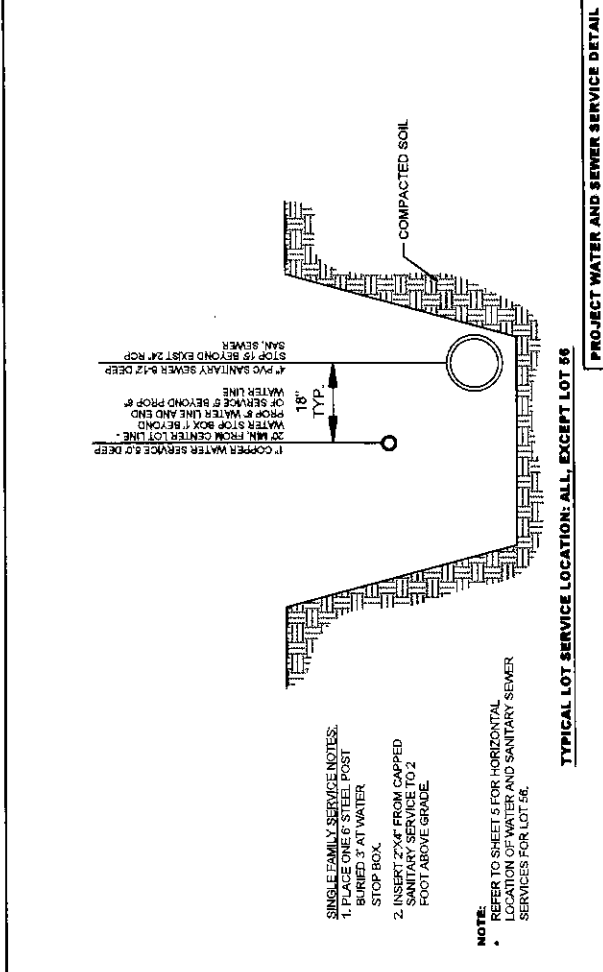 1" COPPER WATER SERVICE 5.0' DEEP
20' MIN. FROM CENTER LOT LINE -
WATER STOP BOX 1' BEYOND
PROP 8" WATER LINE AND END
OF SERVICE 5' BEYOND PROP 8"
WATER LINE
4" PVC SANITARY SEWER 8-12' DEEP
STOP 15' BEYOND EXIST 24" RCP
SAN. SEWER
18"
TYP.
COMPACTED SOIL
SINGLE FAMILY SERVICE NOTES:
1. PLACE ONE 6' STEEL POST
BURIED 3' AT WATER
STOP BOX.
2. INSERT 2"X4" FROM CAPPED
SANITARY SERVICE TO 2
FOOT ABOVE GRADE.
NOTE:
• REFER TO SHEET 5 FOR HORIZONTAL
LOCATION OF WATER AND SANITARY SEWER
SERVICES FOR LOT 56.
TYPICAL LOT SERVICE LOCATION: ALL, EXCEPT LOT 56
PROJECT WATER AND SEWER SERVICE DETAIL